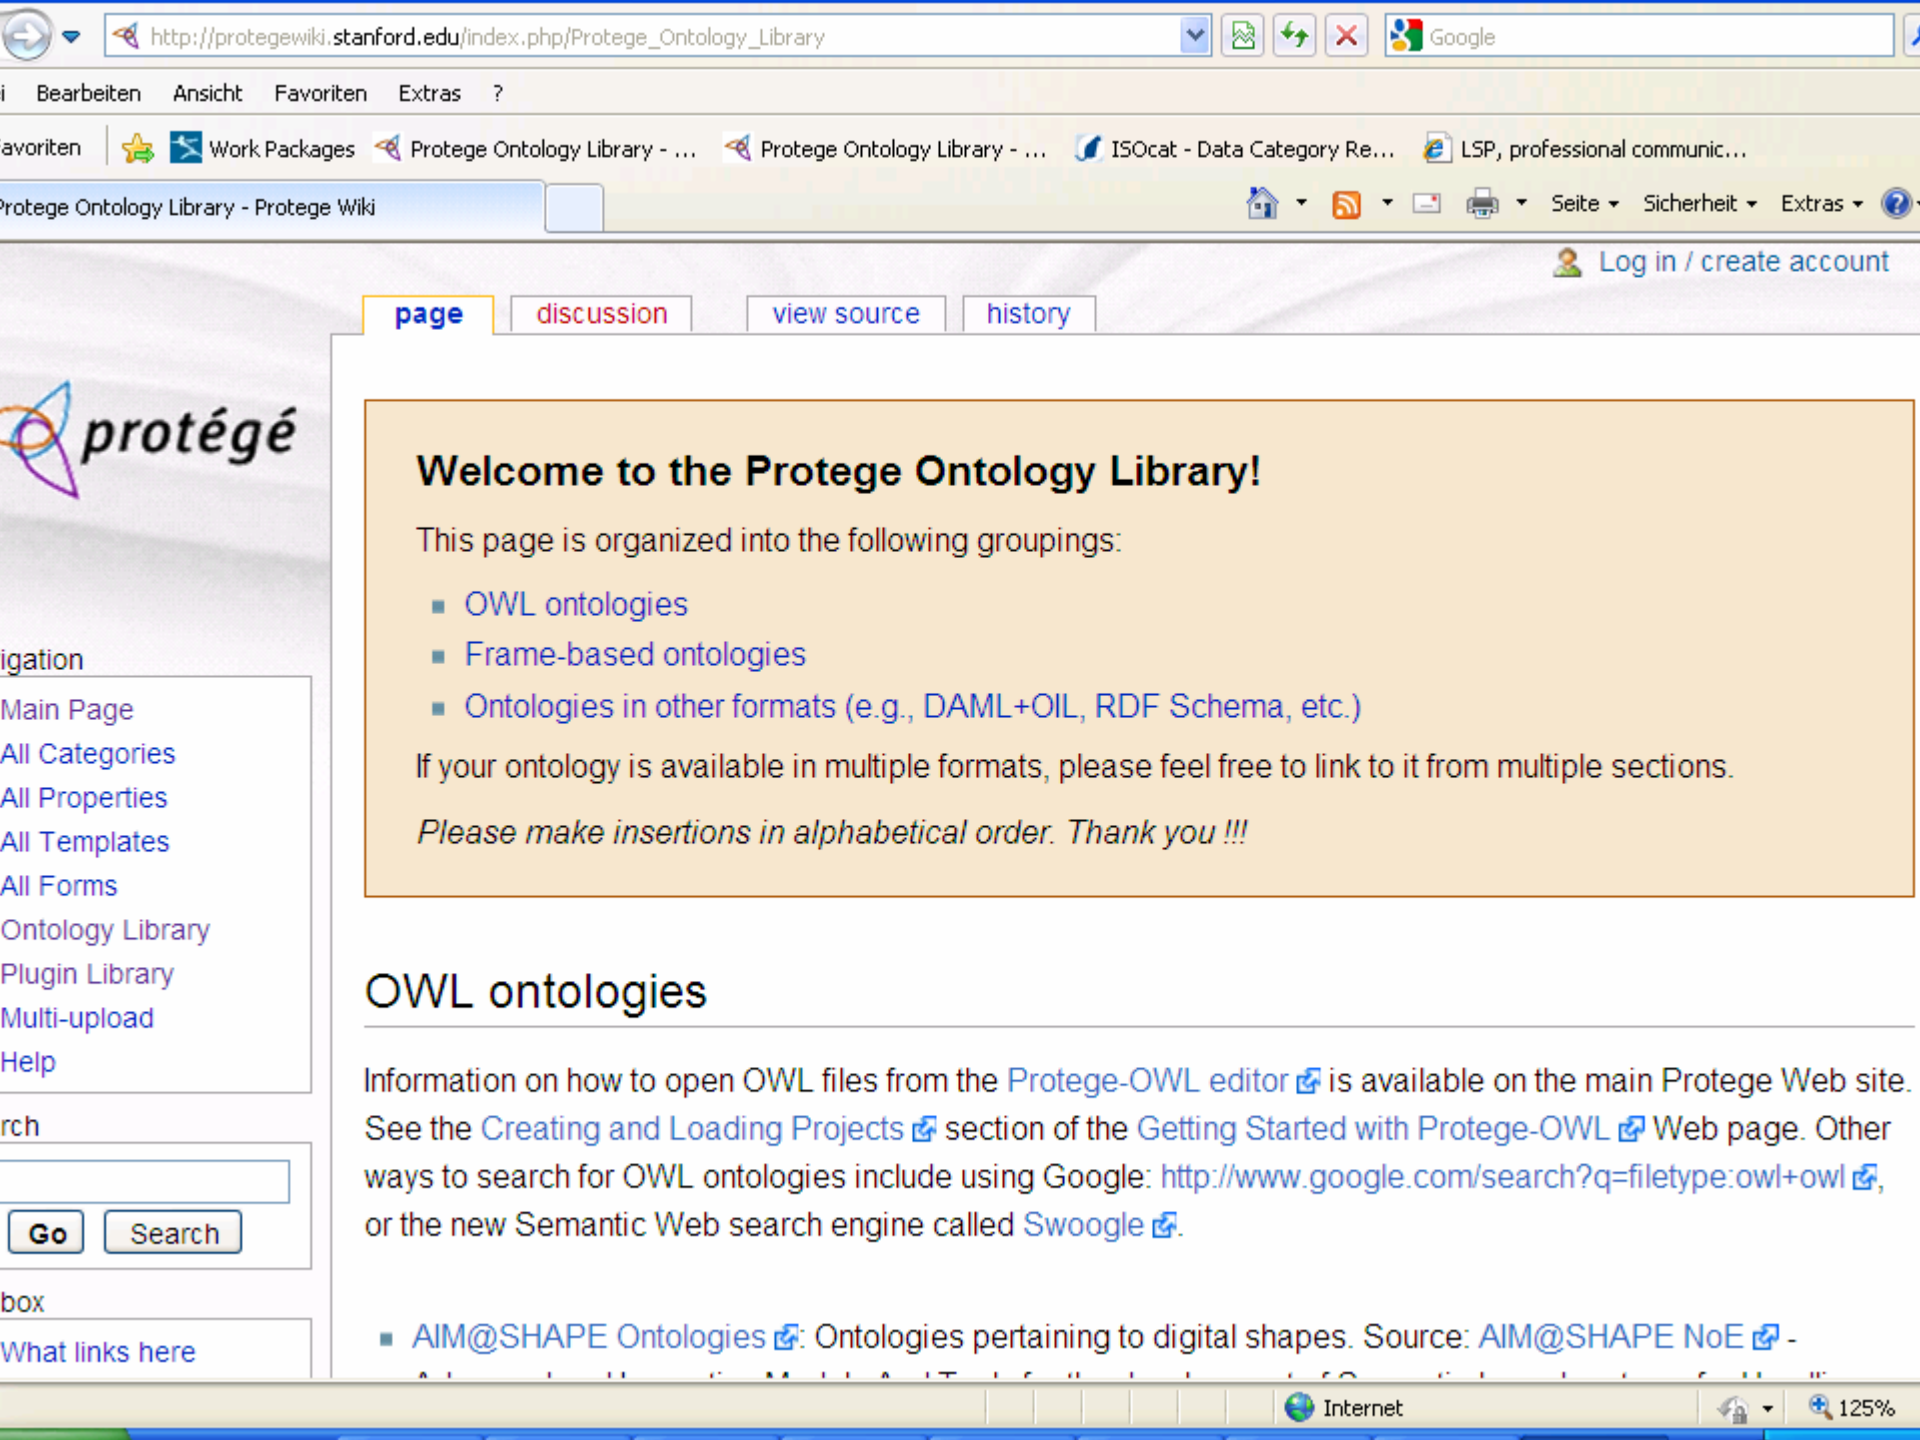 http://protegewiki.stanford.edu/index.php/Protege_Ontology_Library
Google
Bearbeiten Ansicht Favoriten Extras ?
Work Packages Protege Ontology Library - ... Protege Ontology Library - ... ISOcat - Data Category Re... LSP, professional communic...
Protege Ontology Library - Protege Wiki
Seite Sicherheit Extras
Log in / create account
page discussion view source history
protégé
Welcome to the Protege Ontology Library!
This page is organized into the following groupings:
OWL ontologies
Frame-based ontologies
Ontologies in other formats (e.g., DAML+OIL, RDF Schema, etc.)
If your ontology is available in multiple formats, please feel free to link to it from multiple sections.
Please make insertions in alphabetical order. Thank you !!!
igation
Main Page
All Categories
All Properties
All Templates
All Forms
Ontology Library
Plugin Library
Multi-upload
Help
rch
Go Search
box
What links here
OWL ontologies
Information on how to open OWL files from the Protege-OWL editor is available on the main Protege Web site.
See the Creating and Loading Projects section of the Getting Started with Protege-OWL Web page. Other
ways to search for OWL ontologies include using Google: http://www.google.com/search?q=filetype:owl+owl ,
or the new Semantic Web search engine called Swoogle .
AIM@SHAPE Ontologies : Ontologies pertaining to digital shapes. Source: AIM@SHAPE NoE -
Internet
125%